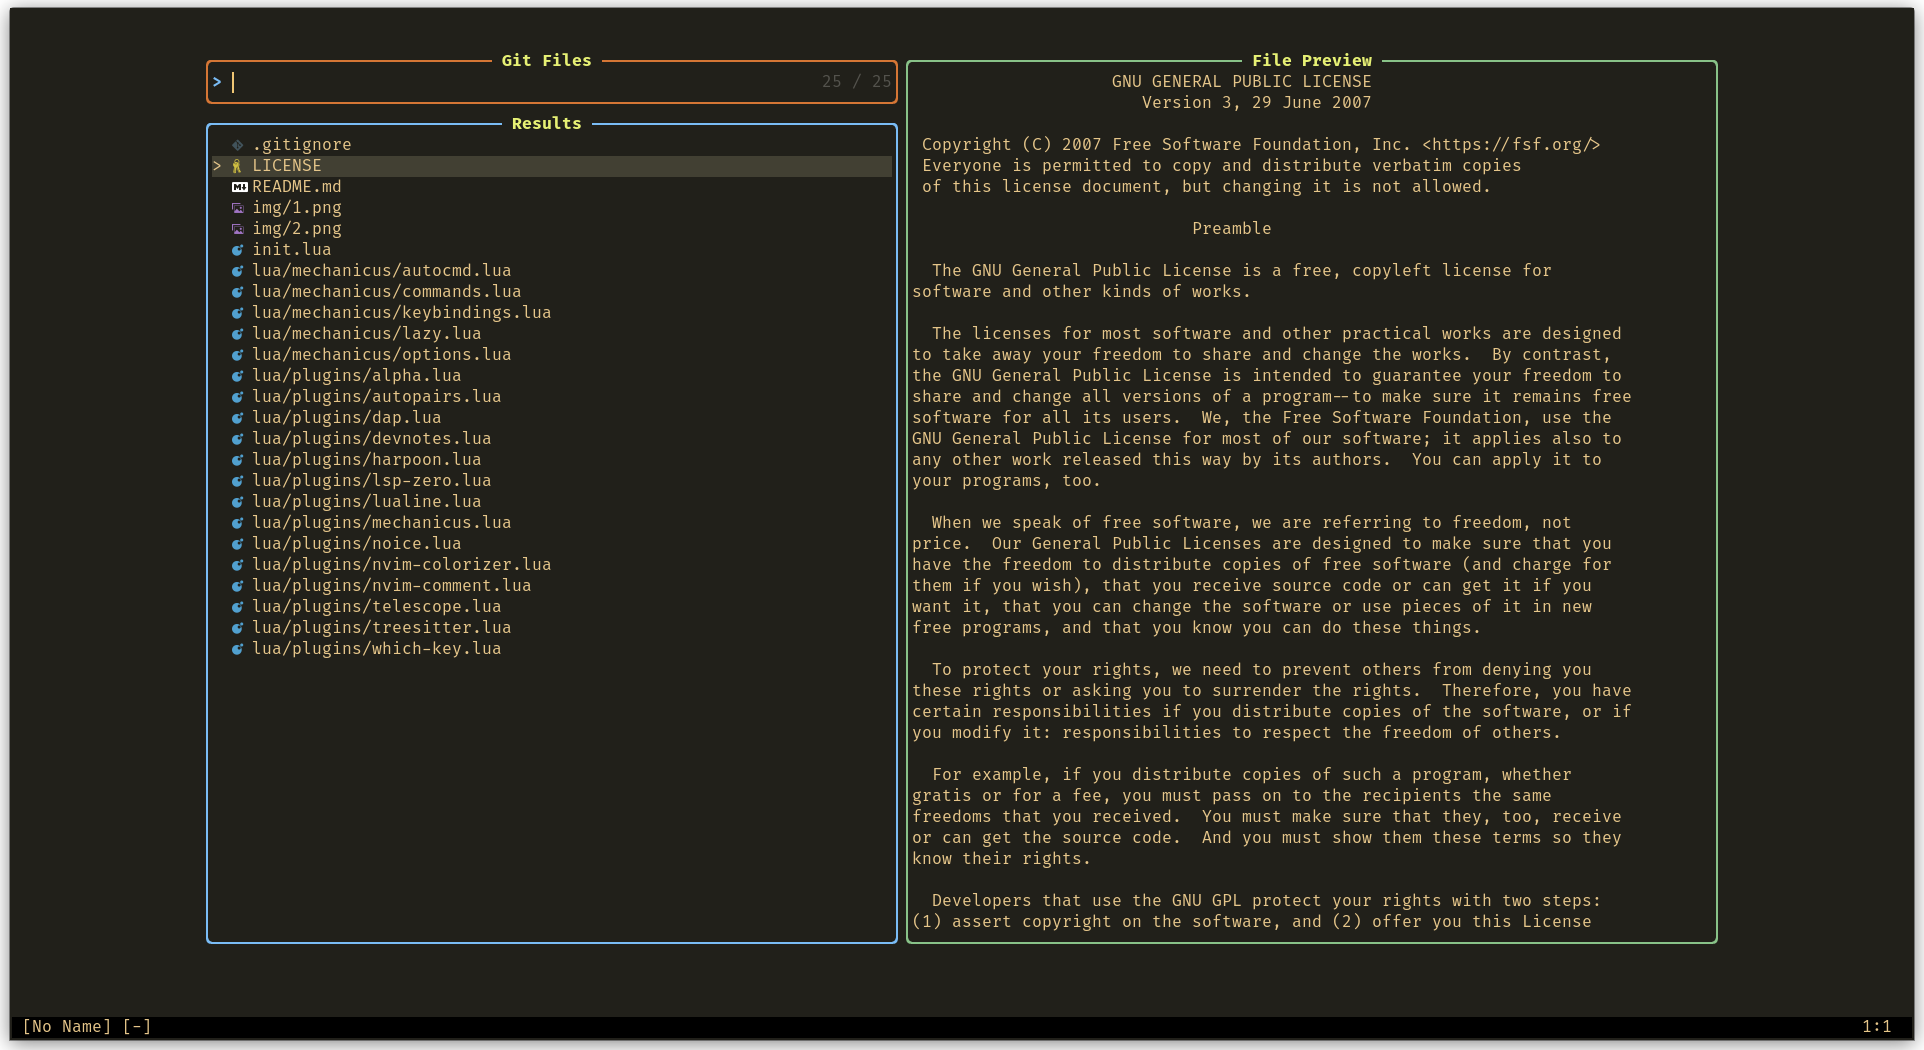 Git Files
> 25 / 25
Results
.gitignore
> LICENSE
README.md
img/1.png
img/2.png
init.lua
lua/mechanicus/autocmd.lua
lua/mechanicus/commands.lua
lua/mechanicus/keybindings.lua
lua/mechanicus/lazy.lua
lua/mechanicus/options.lua
lua/plugins/alpha.lua
lua/plugins/autopairs.lua
lua/plugins/dap.lua
lua/plugins/devnotes.lua
lua/plugins/harpoon.lua
lua/plugins/lsp-zero.lua
lua/plugins/lualine.lua
lua/plugins/mechanicus.lua
lua/plugins/noice.lua
lua/plugins/nvim-colorizer.lua
lua/plugins/nvim-comment.lua
lua/plugins/telescope.lua
lua/plugins/treesitter.lua
lua/plugins/which-key.lua
File Preview
GNU GENERAL PUBLIC LICENSE
Version 3, 29 June 2007
Copyright (C) 2007 Free Software Foundation, Inc. <https://fsf.org/>
Everyone is permitted to copy and distribute verbatim copies
of this license document, but changing it is not allowed.
Preamble
The GNU General Public License is a free, copyleft license for
software and other kinds of works.
The licenses for most software and other practical works are designed
to take away your freedom to share and change the works.  By contrast,
the GNU General Public License is intended to guarantee your freedom to
share and change all versions of a program--to make sure it remains free
software for all its users.  We, the Free Software Foundation, use the
GNU General Public License for most of our software; it applies also to
any other work released this way by its authors.  You can apply it to
your programs, too.
When we speak of free software, we are referring to freedom, not
price.  Our General Public Licenses are designed to make sure that you
have the freedom to distribute copies of free software (and charge for
them if you wish), that you receive source code or can get it if you
want it, that you can change the software or use pieces of it in new
free programs, and that you know you can do these things.
To protect your rights, we need to prevent others from denying you
these rights or asking you to surrender the rights.  Therefore, you have
certain responsibilities if you distribute copies of the software, or if
you modify it: responsibilities to respect the freedom of others.
For example, if you distribute copies of such a program, whether
gratis or for a fee, you must pass on to the recipients the same
freedoms that you received.  You must make sure that they, too, receive
or can get the source code.  And you must show them these terms so they
know their rights.
Developers that use the GNU GPL protect your rights with two steps:
(1) assert copyright on the software, and (2) offer you this License
[No Name] [-] 1:1